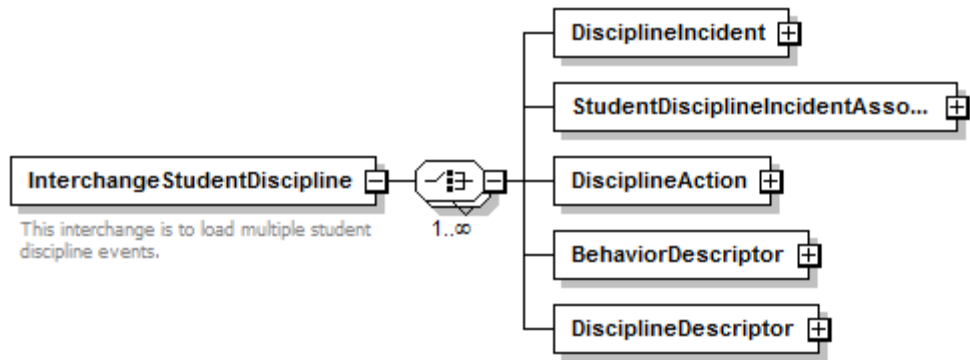 DisciplineIncident
StudentDisciplineIncidentAsso...
InterchangeStudentDiscipline
DisciplineAction
This interchange is to load multiple student
discipline events.
1..∞
BehaviorDescriptor
DisciplineDescriptor